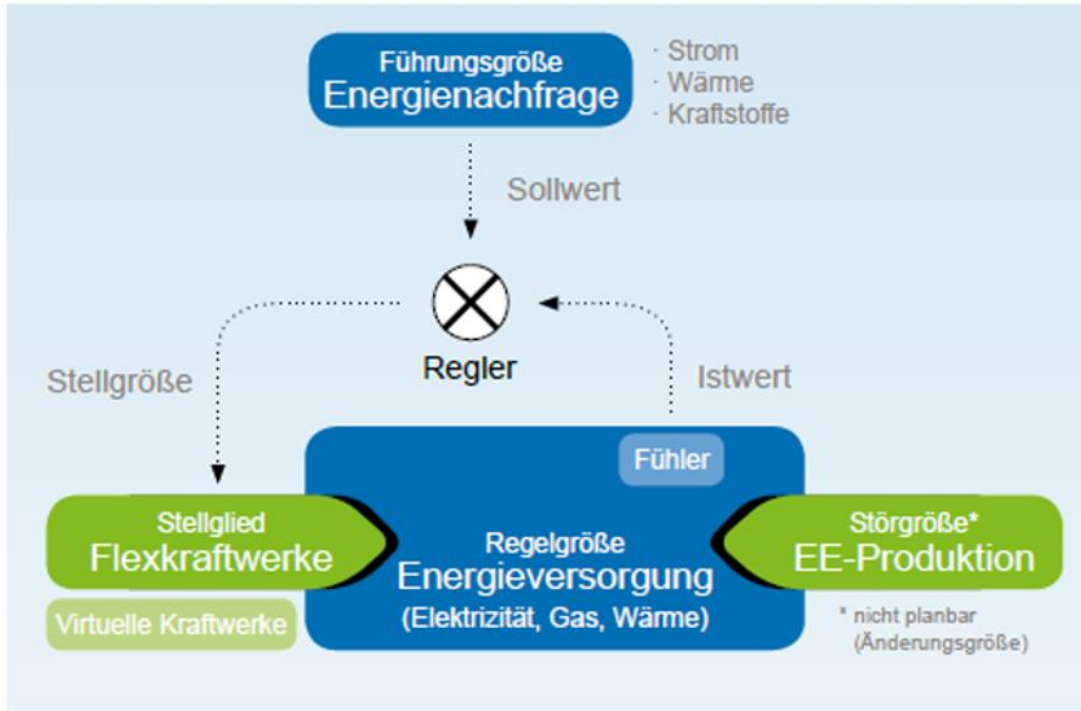 Führungsgröße
Energienachfrage
· Strom
· Wärme
· Kraftstoffe
Sollwert
Regler
Stellgröße
Istwert
Fühler
Stellglied
Flexkraftwerke
Virtuelle Kraftwerke
Regelgröße
Energieversorgung
(Elektrizität, Gas, Wärme)
Störgröße*
EE-Produktion
* nicht planbar
(Änderungsgröße)